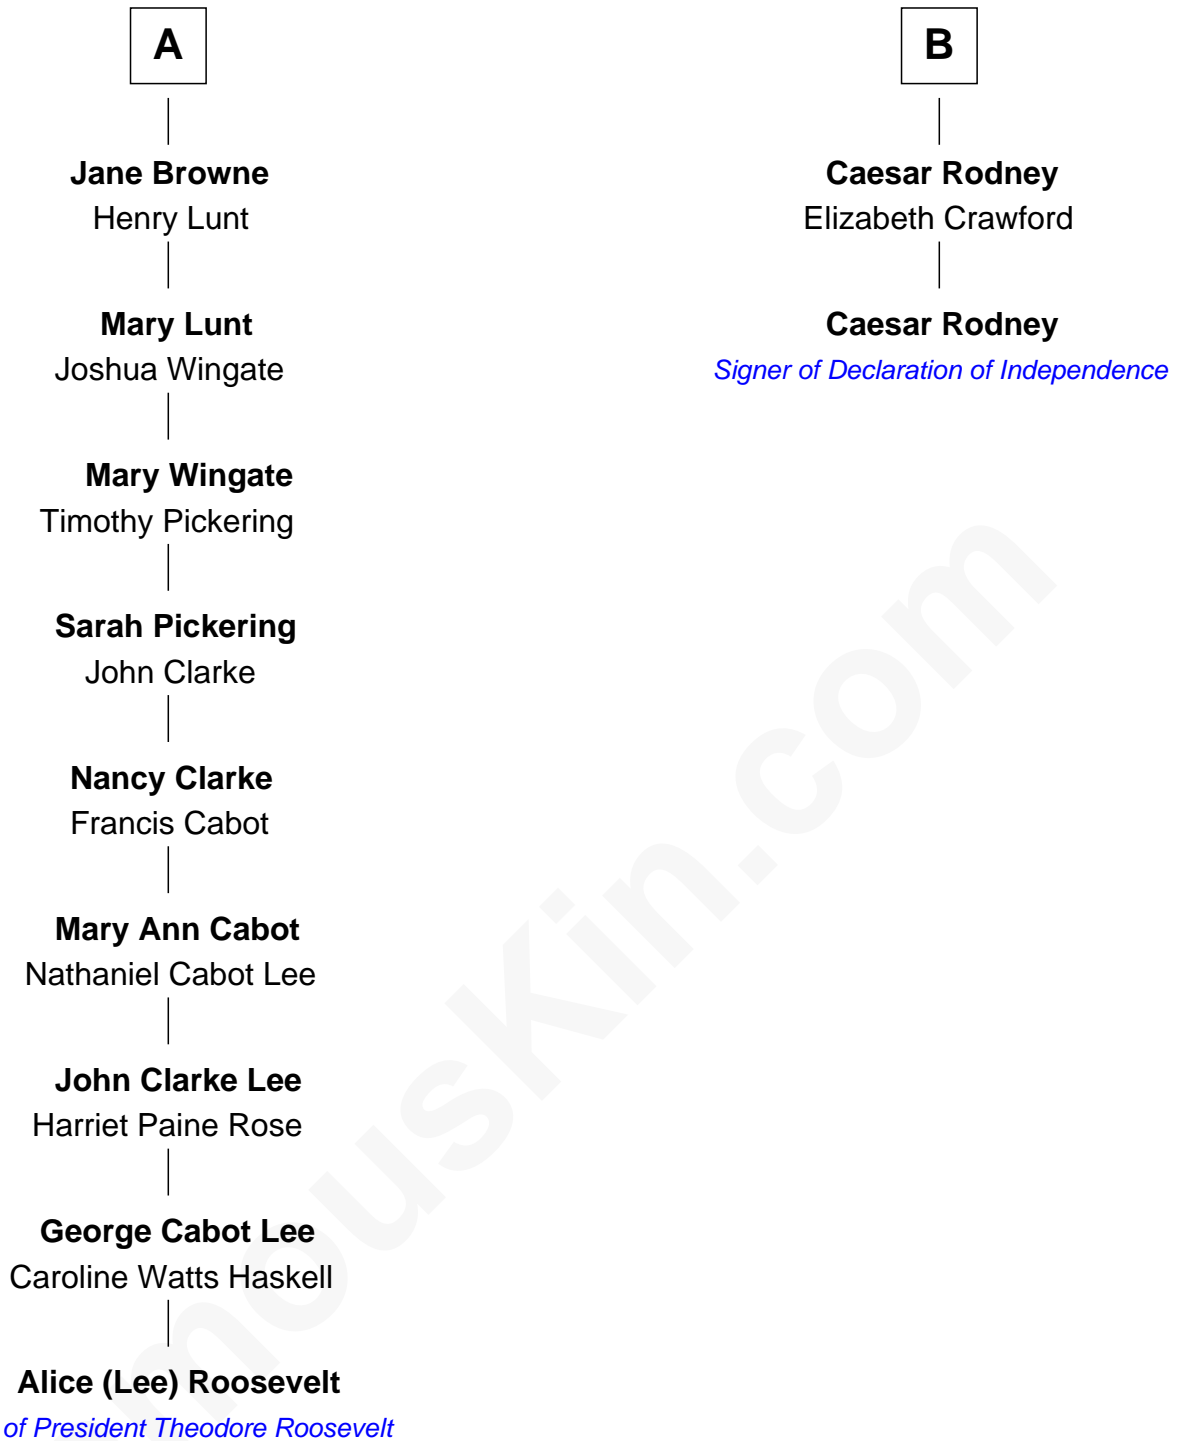 A
Jane Browne
Henry Lunt
Mary Lunt
Joshua Wingate
Mary Wingate
Timothy Pickering
Sarah Pickering
John Clarke
Nancy Clarke
Francis Cabot
Mary Ann Cabot
Nathaniel Cabot Lee
John Clarke Lee
Harriet Paine Rose
George Cabot Lee
Caroline Watts Haskell
Alice (Lee) Roosevelt
of President Theodore Roosevelt
B
Caesar Rodney
Elizabeth Crawford
Caesar Rodney
Signer of Declaration of Independence
mouskin.com